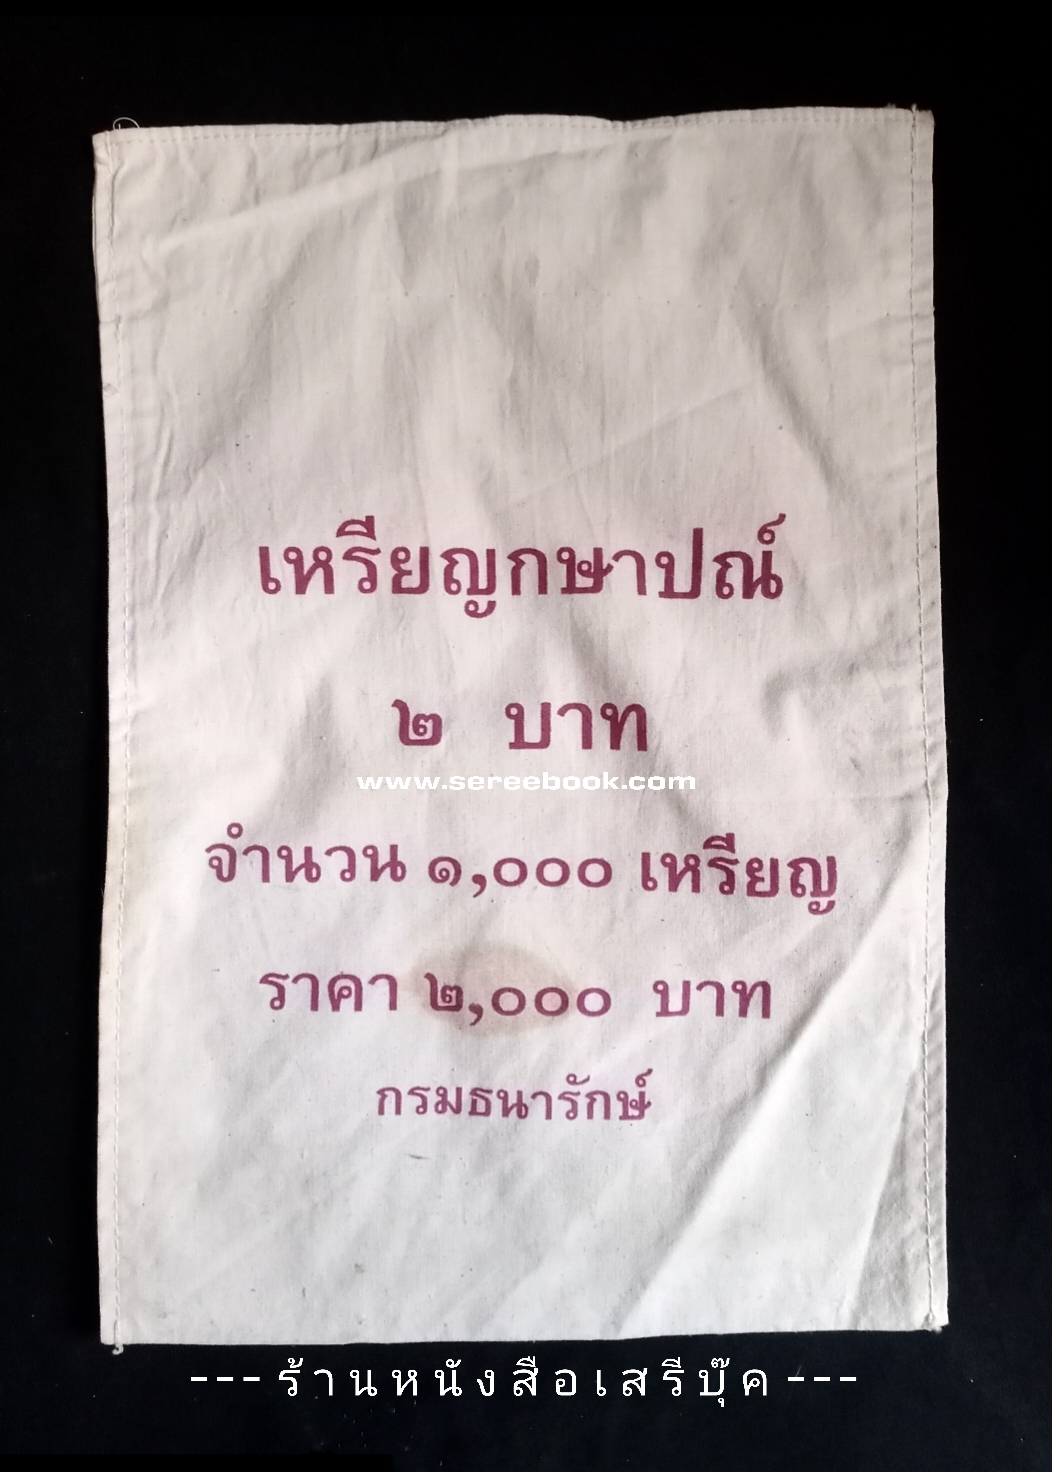 เหรียญกษาปณ์
๒ บาท
www.sereebook.com
จำนวน ๑,๐๐๐ เหรียญ
ราคา ๒,๐๐๐ บาท
กรมธนารักษ์
--- ร้านหนังสือเสรีบุ๊ค ---